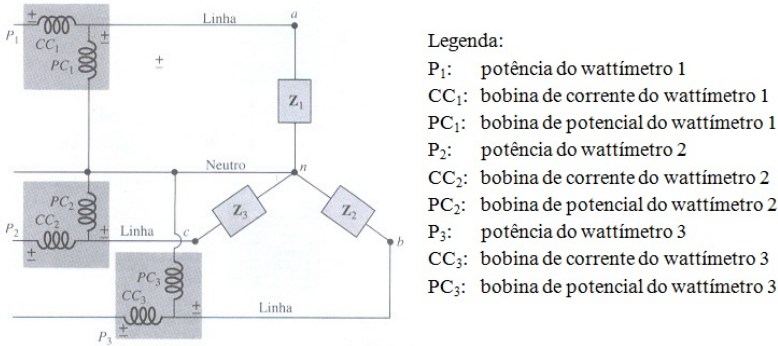 Linha
a
P1
CC1
PC1
±
±
±
Z1
Neutro
n
PC2
CC2
P2
±
±
±
Linha
c
Z3
Z2
b
PC3
CC3
P3
±
±
±
Linha
Legenda:
P1: potência do wattímetro 1
CC1: bobina de corrente do wattímetro 1
PC1: bobina de potencial do wattímetro 1
P2: potência do wattímetro 2
CC2: bobina de corrente do wattímetro 2
PC2: bobina de potencial do wattímetro 2
P3: potência do wattímetro 3
CC3: bobina de corrente do wattímetro 3
PC3: bobina de potencial do wattímetro 3